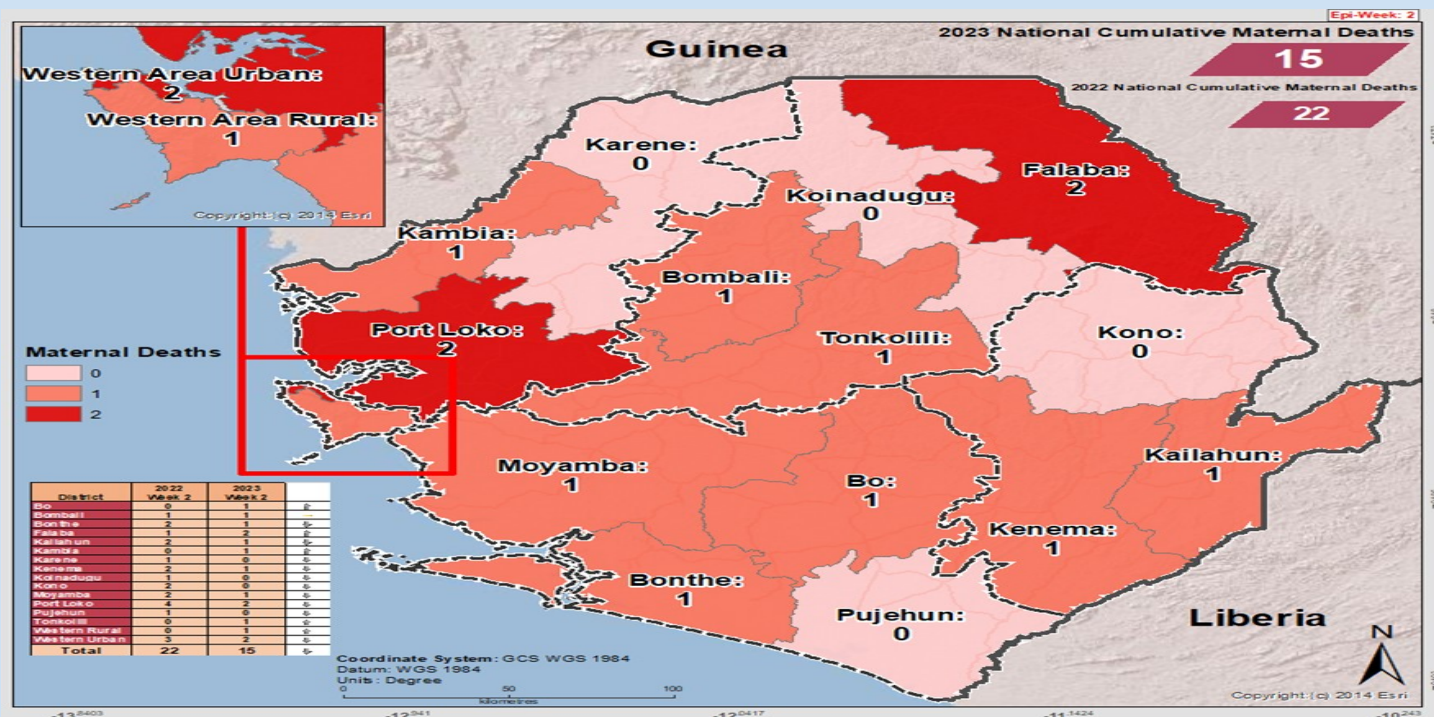 Epi-Week: 2
2023 National Cumulative Maternal Deaths
15
2022 National Cumulative Maternal Deaths
22
Guinea
Western Area Urban:
2
Western Area Rural:
1
Copyright:(c) 2014 Esri
Karene:
0
Falaba:
2
Koinadugu:
0
Kambia:
1
Bombali:
1
Port Loko:
2
Tonkolili:
1
Kono:
0
Maternal Deaths
0
1
2
Moyamba:
1
Bo:
1
Kailahun:
1
Kenema:
1
Bonthe:
1
Pujehun:
0
Liberia
N
District 2022 Week 2 2023 Week 2
Bo 0 1
Bombali 1 1
Bonthe 2 1
Falaba 1 2
Kailahun 2 1
Kambia 0 1
Karene 1 0
Kenema 2 1
Koinadugu 1 0
Kono 2 0
Moyamba 2 1
Port Loko 4 2
Pujehun 1 0
Tonkolili 0 1
Western Rural 0 1
Western Urban 3 2
Total 22 15
Coordinate System: GCS WGS 1984
Datum: WGS 1984
Units : Degree
0 50 100
kilometres
Copyright:(c) 2014 Esri